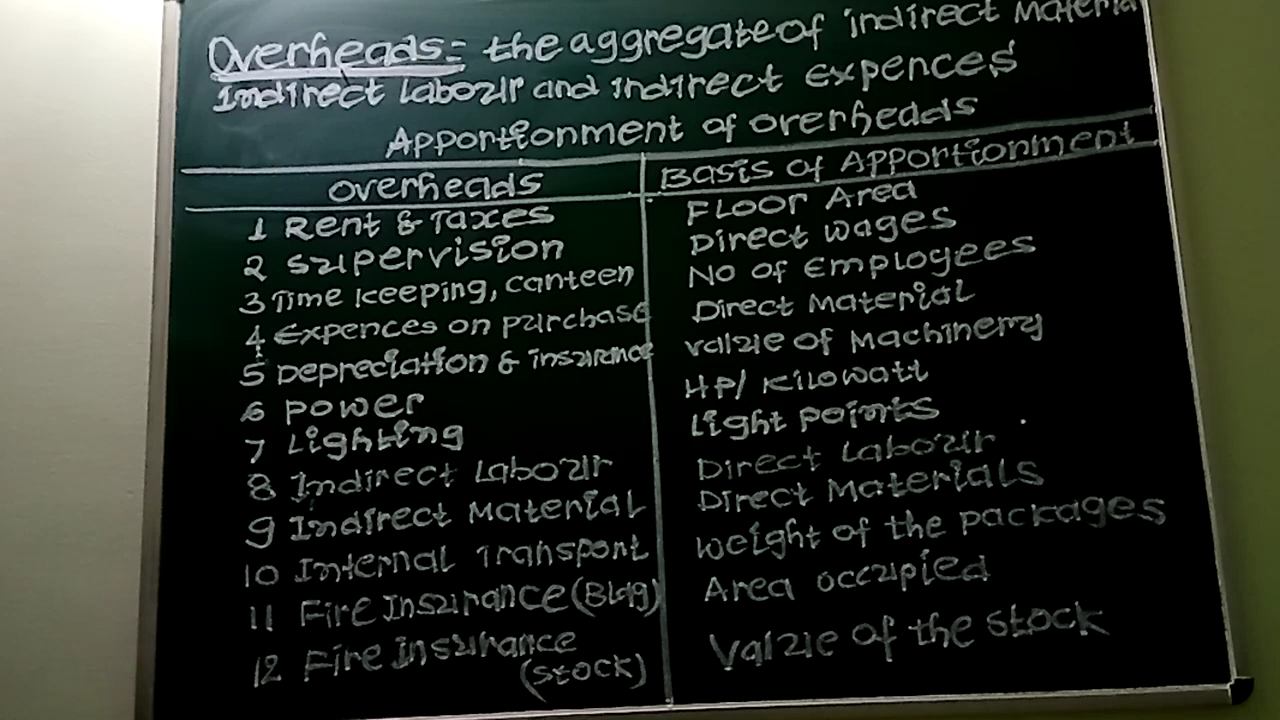 Overheads:- the aggregate of indirect Materia
Indirect Labour and indirect Expences
Apportionment of overheads
Overheads Basis of Apportionment
1 Rent & Taxes Floor Area
2 Supervision Direct wages
3 Time keeping, canteen No of Employees
4 Expences on purchase Direct Material
5 Depreciation & insurance value of Machinery
6 Power HP/ Kilowatt
7 Lighting Light points
8 Indirect Labour Direct Labour
9 Indirect Material Direct Materials
10 Internal Transport weight of the packages
11 Fire Insurance (Bldg) Area occupied
12 Fire insurance Value of the stock
(stock)